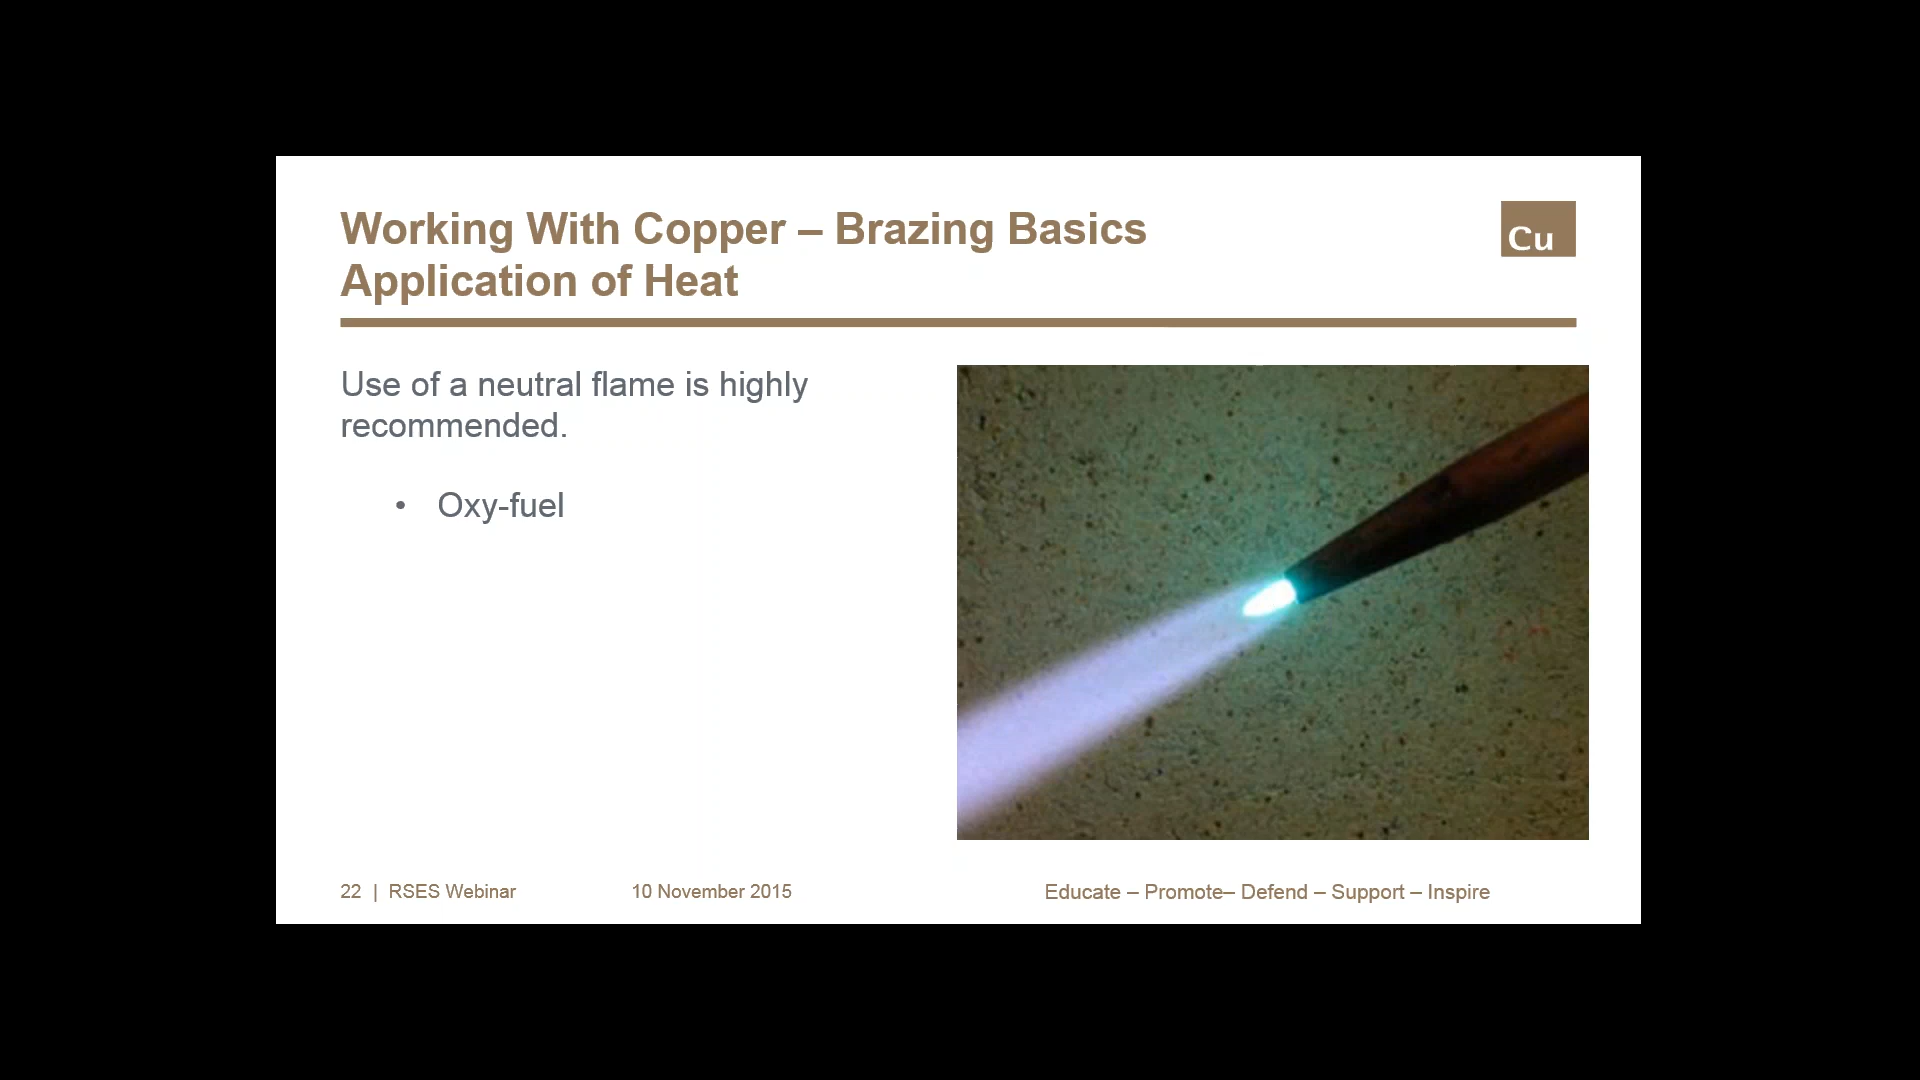 Working With Copper – Brazing Basics
Application of Heat
Cu
Use of a neutral flame is highly
recommended.
• Oxy-fuel
22 | RSES Webinar
10 November 2015
Educate – Promote– Defend – Support – Inspire